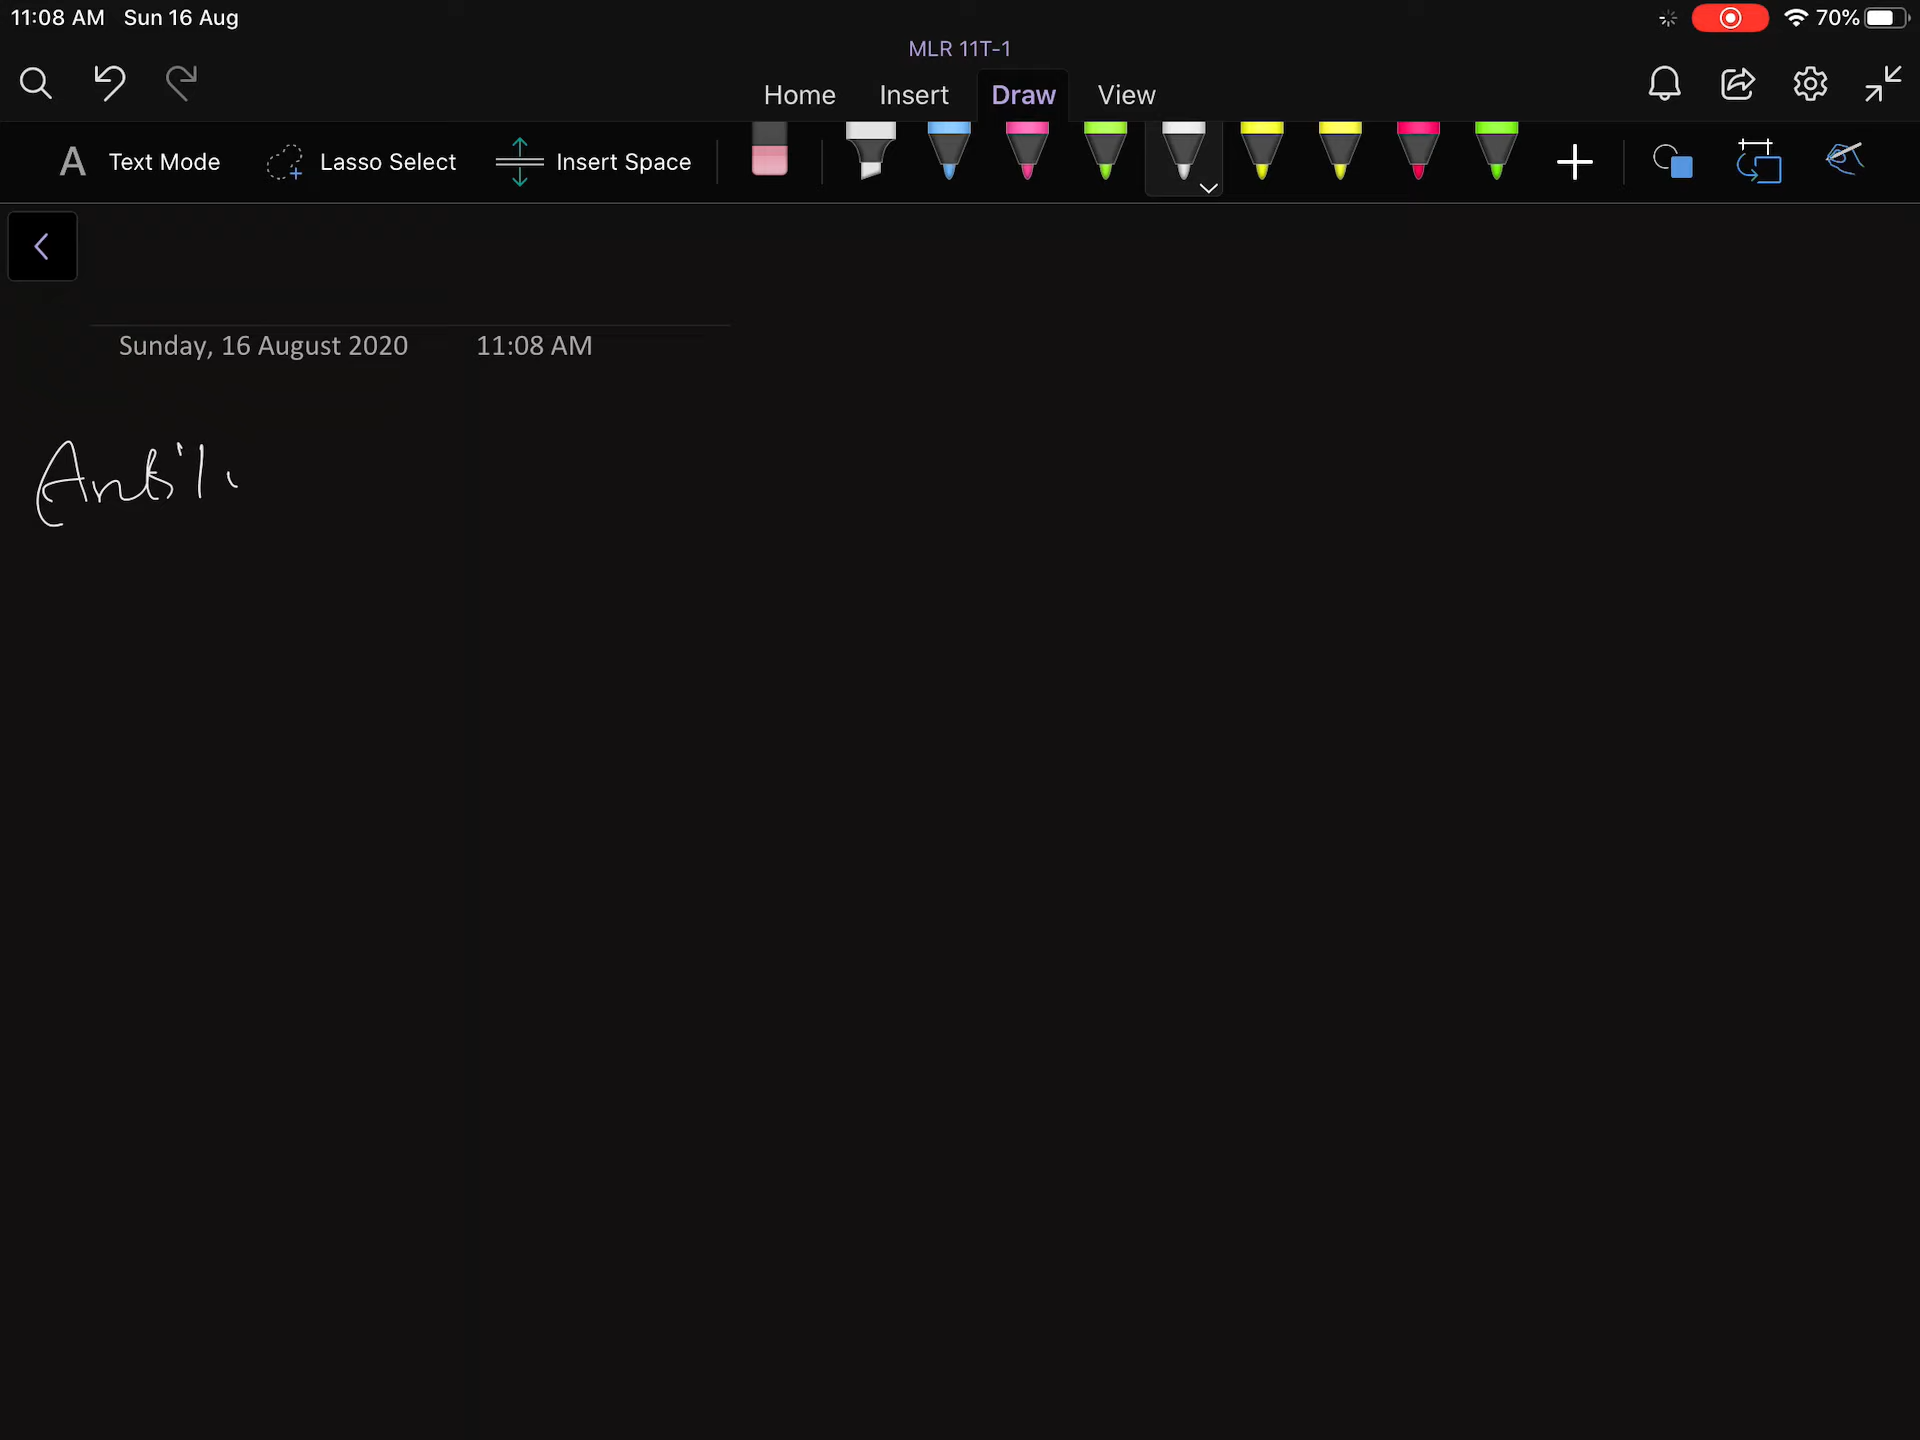 11:08 AM Sun 16 Aug 70%
MLR 11T-1
Home Insert Draw View
A Text Mode Lasso Select Insert Space
Sunday, 16 August 2020 11:08 AM